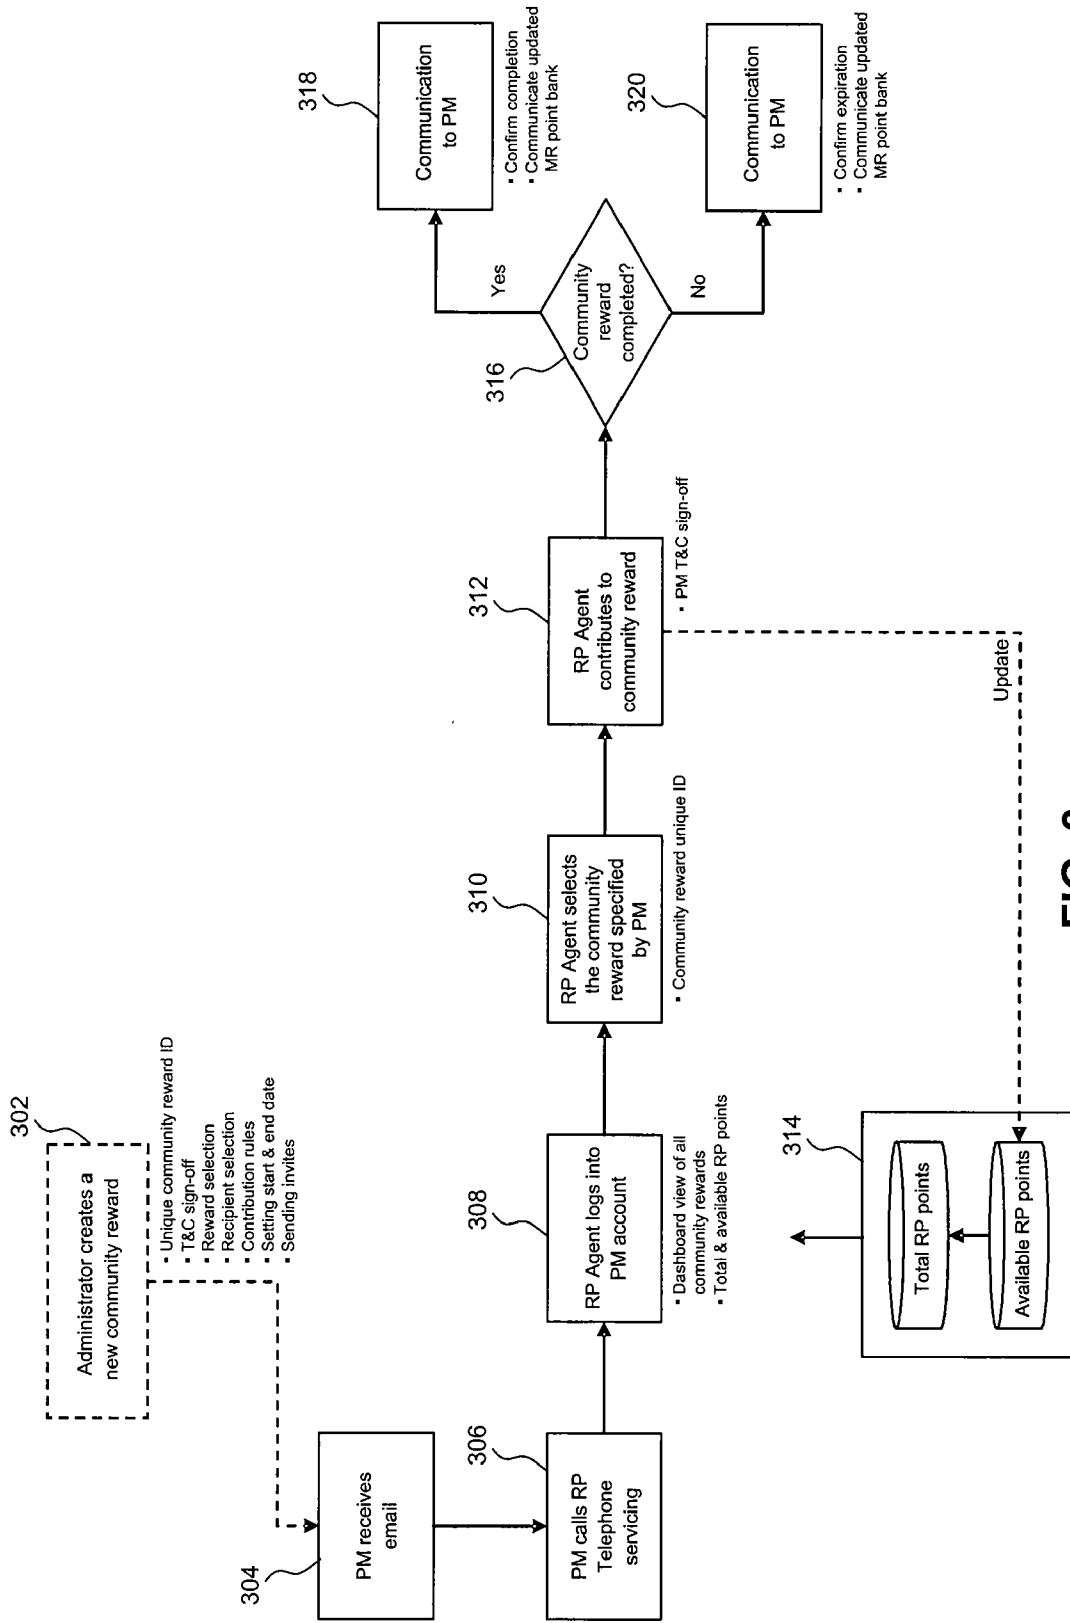 302
Administrator creates a
new community reward
▪ Unique community reward ID
▪ T&C sign-off
▪ Reward selection
▪ Recipient selection
▪ Contribution rules
▪ Setting start & end date
▪ Sending invites
304
PM receives
email
306
PM calls RP
Telephone
servicing
308
RP Agent logs into
PM account
▪ Dashboard view of all
community rewards
▪ Total & available RP points
310
RP Agent selects
the community
reward specified
by PM
▪ Community reward unique ID
312
RP Agent
contributes to
community reward
▪ PM T&C sign-off
Update
314
Total RP points
Available RP points
316
Community
reward
completed?
Yes
No
318
Communication
to PM
▪ Confirm completion
▪ Communicate updated
MR point bank
320
Communication
to PM
▪ Confirm expiration
▪ Communicate updated
MR point bank
FIG.